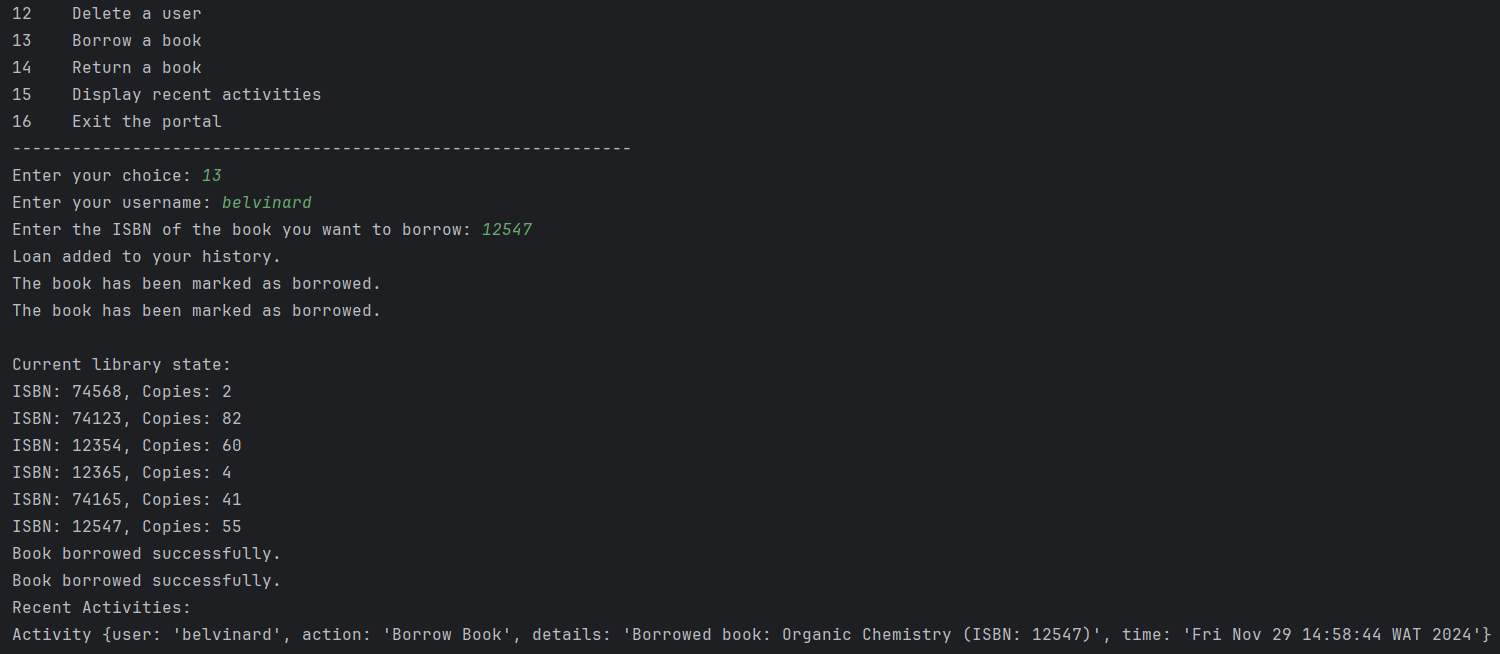 12    Delete a user
13    Borrow a book
14    Return a book
15    Display recent activities
16    Exit the portal
--------------------------------------------------------------
Enter your choice: 13
Enter your username: belvinard
Enter the ISBN of the book you want to borrow: 12547
Loan added to your history.
The book has been marked as borrowed.
The book has been marked as borrowed.

Current library state:
ISBN: 74568, Copies: 2
ISBN: 74123, Copies: 82
ISBN: 12354, Copies: 60
ISBN: 12365, Copies: 4
ISBN: 74165, Copies: 41
ISBN: 12547, Copies: 55
Book borrowed successfully.
Book borrowed successfully.
Recent Activities:
Activity {user: 'belvinard', action: 'Borrow Book', details: 'Borrowed book: Organic Chemistry (ISBN: 12547)', time: 'Fri Nov 29 14:58:44 WAT 2024'}